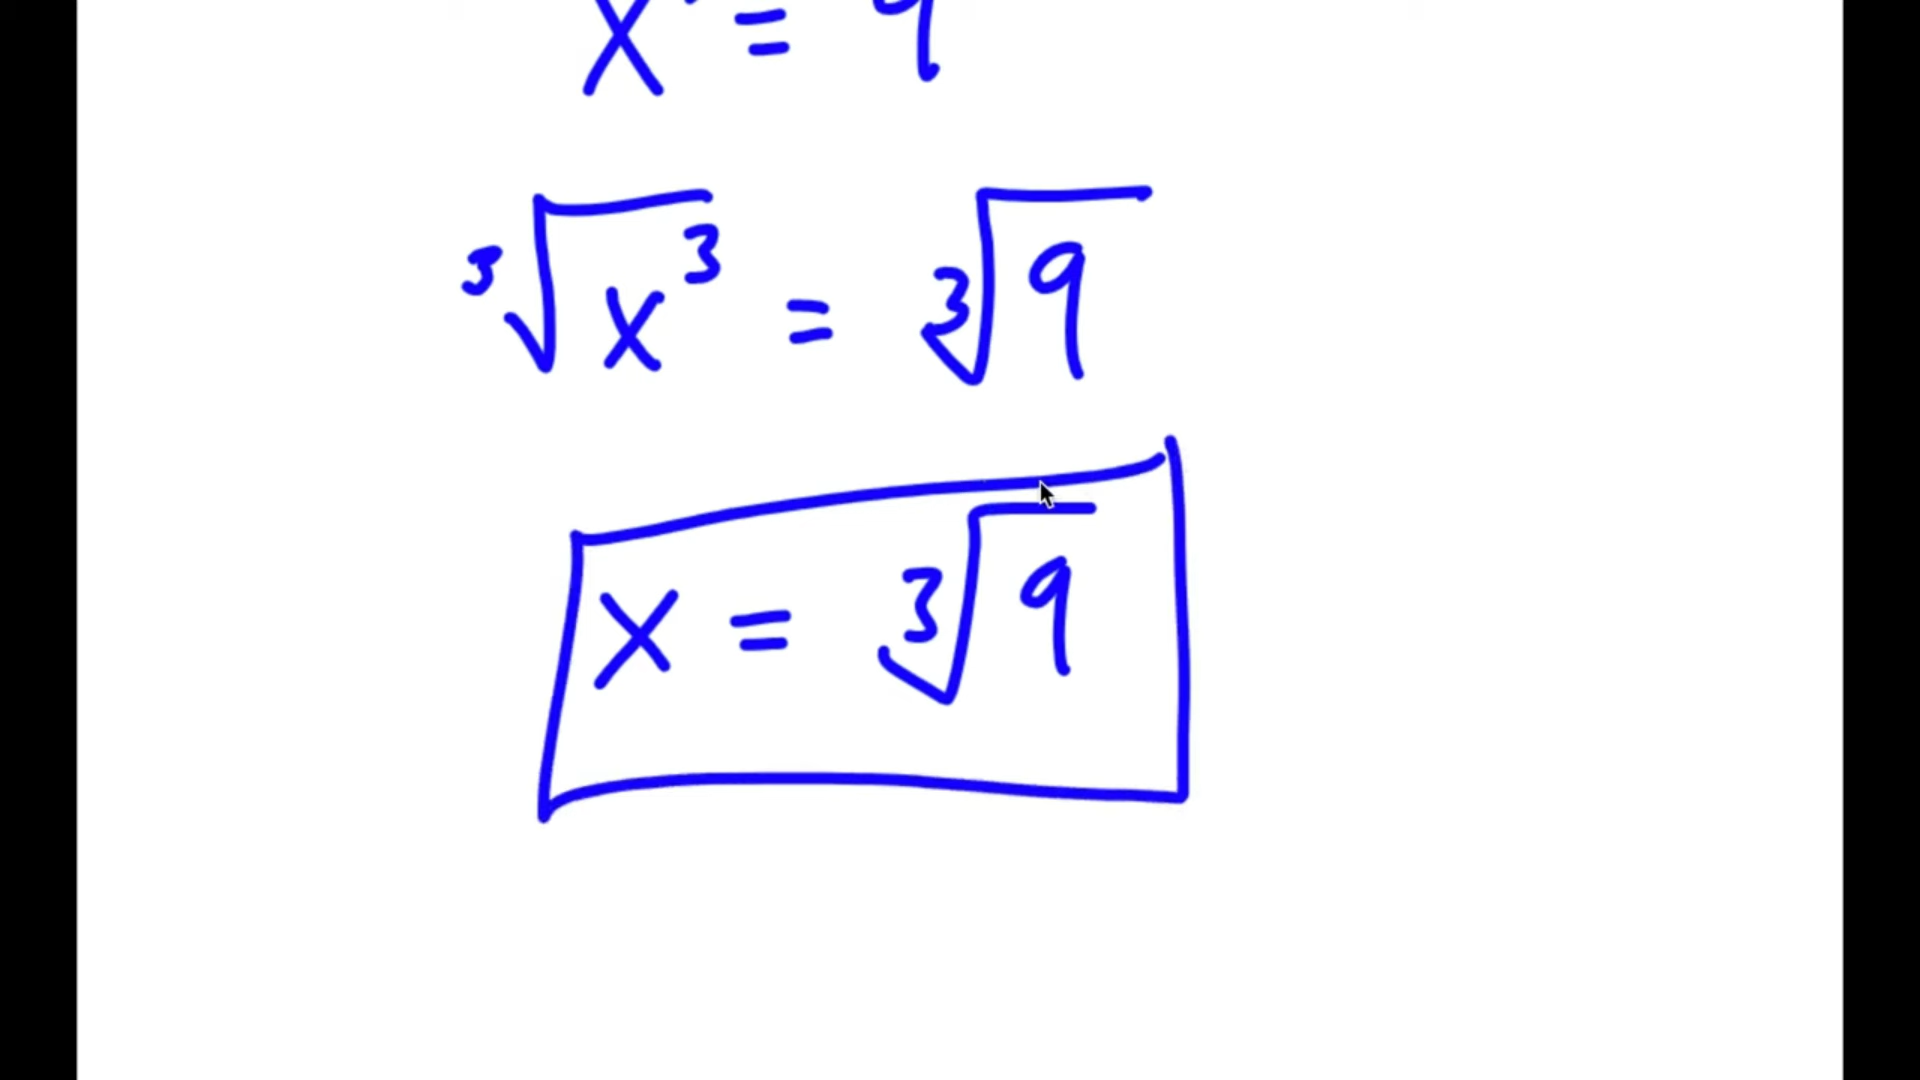 x³ = 9
∛x³ = ∛9
x = ∛9